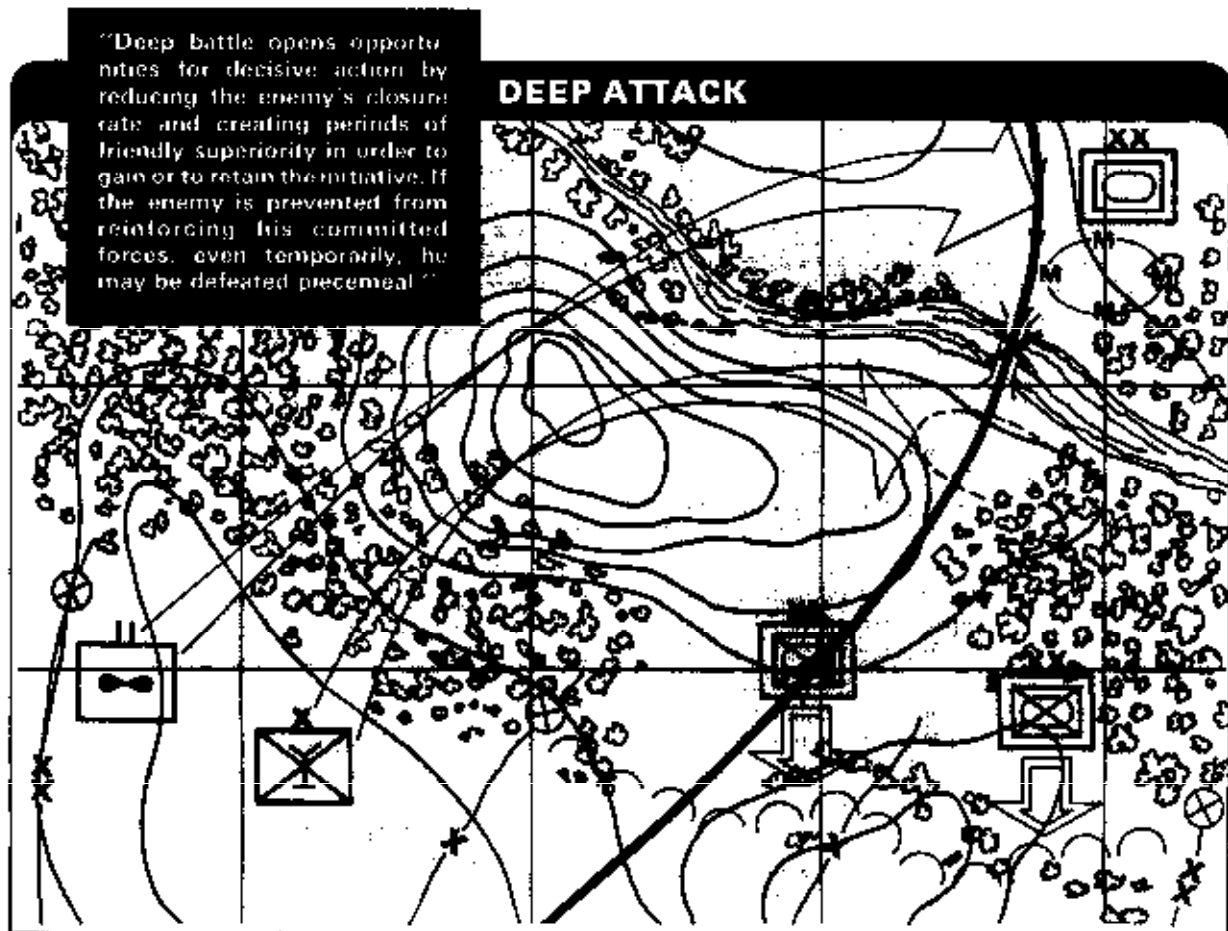 "Deep battle opens opportu-
nities for decisive action by
reducing the enemy's closure
rate and creating periods of
friendly superiority in order to
gain or to retain the initiative. If
the enemy is prevented from
reinforcing his committed
forces, even temporarily, he
may be defeated piecemeal"
DEEP ATTACK
XX
M
M
M
M
X
XX
X
X
X
XX